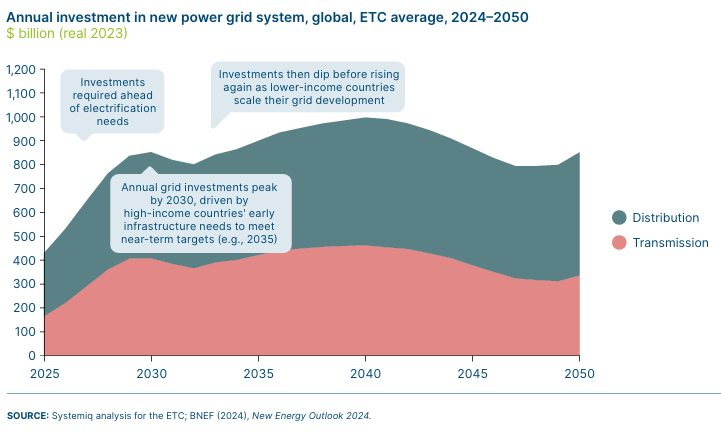 Annual investment in new power grid system, global, ETC average, 2024–2050
$ billion (real 2023)
1,200
1,100
1,000
900
800
700
600
500
400
300
200
100
0
Investments
required ahead
of electrification
needs
Investments then dip before rising
again as lower-income countries
scale their grid development
Annual grid investments peak
by 2030, driven by
high-income countries' early
infrastructure needs to meet
near-term targets (e.g., 2035)
Distribution
Transmission
2025
2030
2035
2040
2045
2050
SOURCE: Systemiq analysis for the ETC; BNEF (2024), New Energy Outlook 2024.